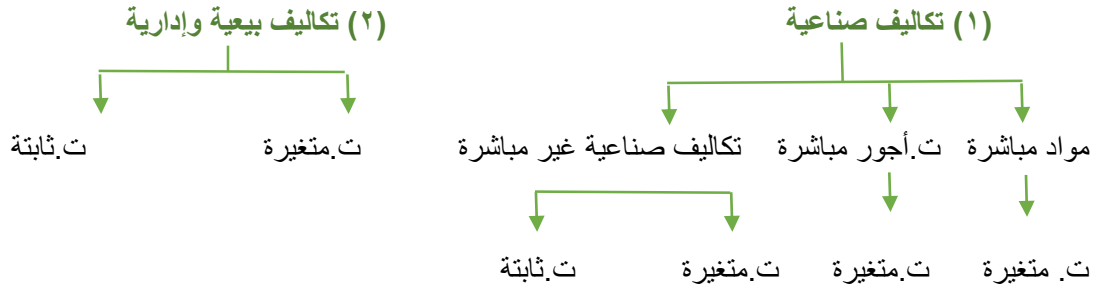 (١) تكاليف صناعية (٢) تكاليف بيعية وإدارية
مواد مباشرة ت.أجور مباشرة تكاليف صناعية غير مباشرة ت.متغيرة ت.ثابتة
ت. متغيرة ت.متغيرة ت.متغيرة ت.ثابتة